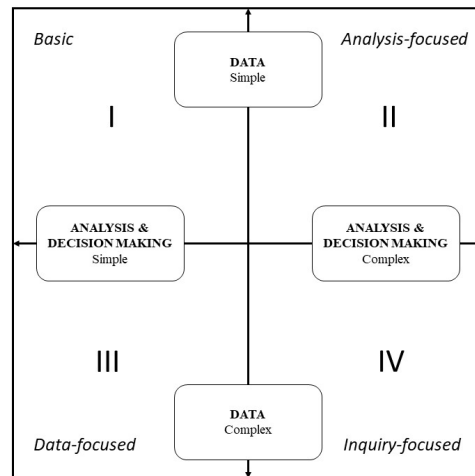 Basic
DATA
Simple
Analysis-focused
I
II
ANALYSIS &
DECISION MAKING
Simple
ANALYSIS &
DECISION MAKING
Complex
III
IV
DATA
Complex
Data-focused
Inquiry-focused